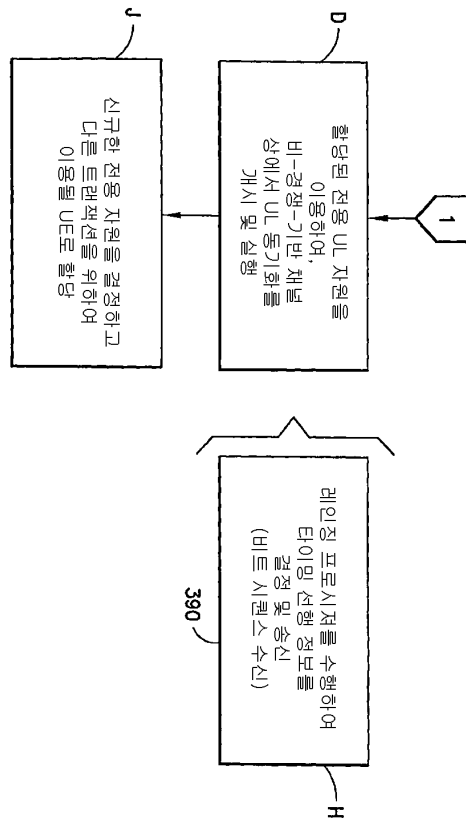 1
D
할당된 전용 UL 자원을
이용하여,
비-경쟁-기반 채널
상에서 UL 동기화를
개시 및 실행
J
신규한 전용 자원을 결정하고
다른 트랜잭션을 위하여
이용될 UE로 할당
레인징 프로시저를 수행하여
타이밍 선행 정보를
결정 및 송신
(비트 시퀀스 수신)
390
H